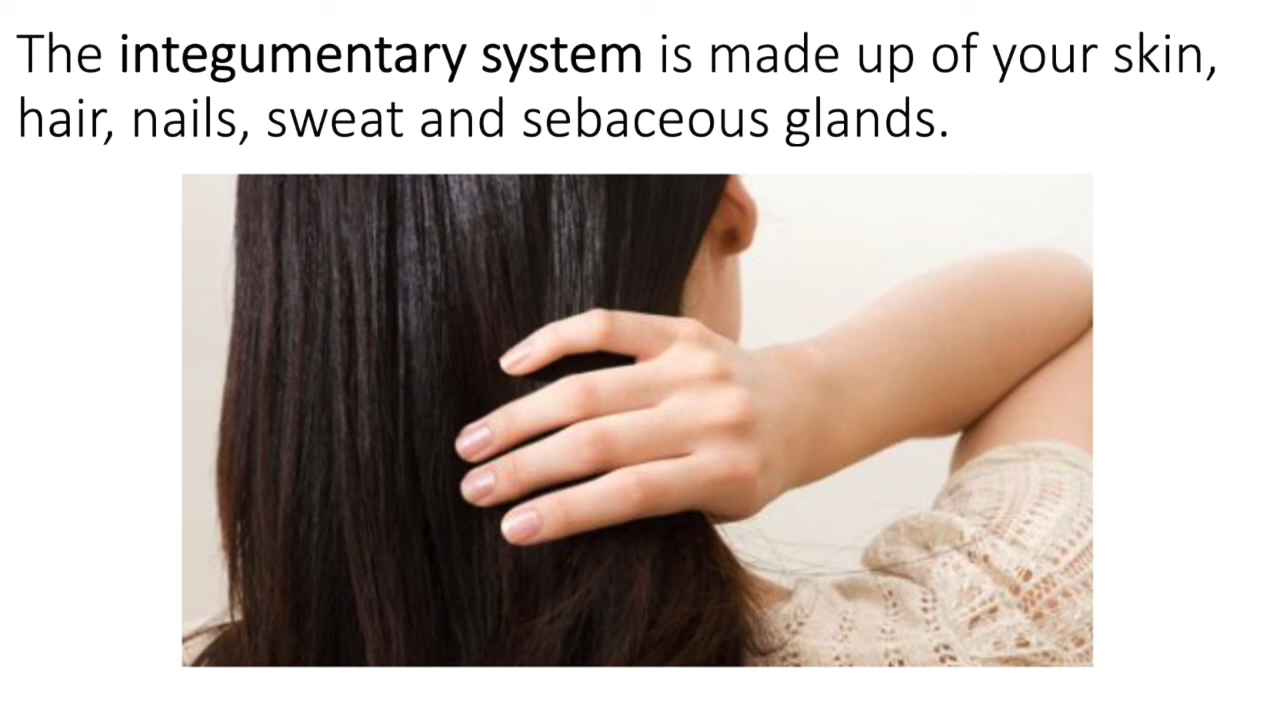 The integumentary system is made up of your skin,
hair, nails, sweat and sebaceous glands.